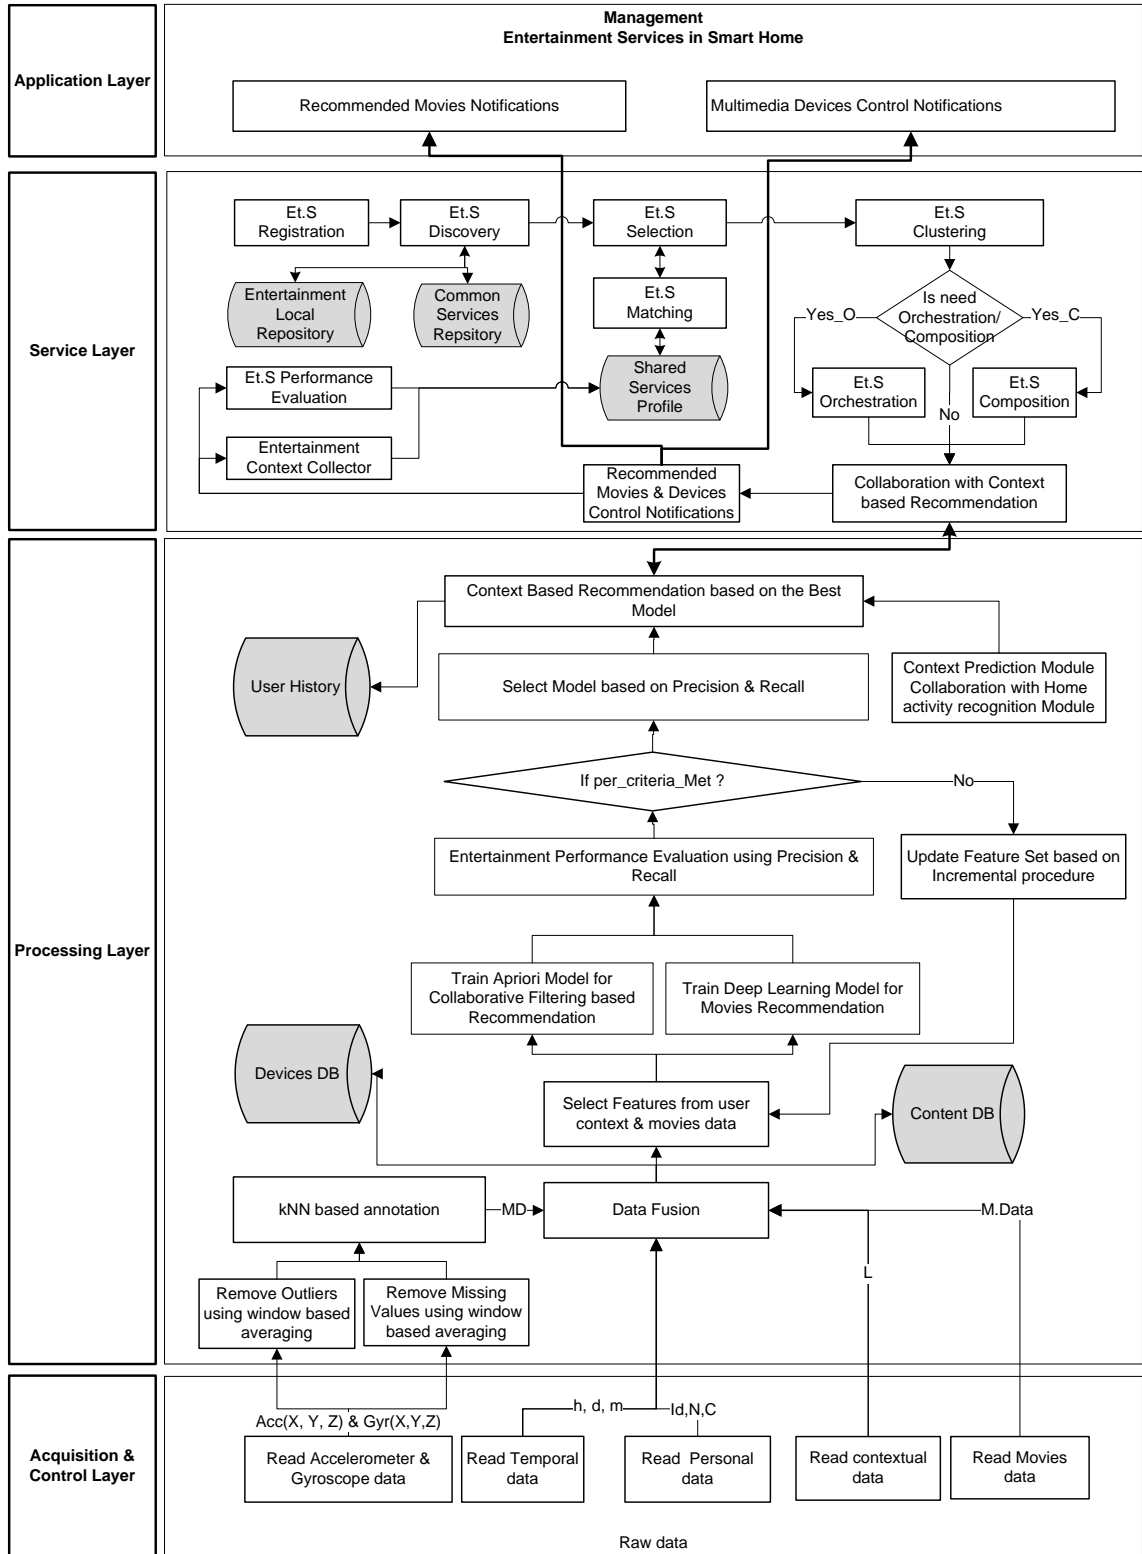 Management
Entertainment Services in Smart Home
Application Layer
Recommended Movies Notifications
Multimedia Devices Control Notifications
Service Layer
Et.S
Registration
Et.S
Discovery
Et.S
Selection
Et.S
Clustering
Entertainment
Local
Repository
Common
Services
Repsitory
Et.S
Matching
Is need
Orchestration/
Composition
Yes_O
Yes_C
No
Shared
Services
Profile
Et.S
Orchestration
Et.S
Composition
Et.S Performance
Evaluation
Entertainment
Context Collector
Recommended
Movies & Devices
Control Notifications
Collaboration with Context
based Recommendation
Processing Layer
Context Based Recommendation based on the Best
Model
User History
Select Model based on Precision & Recall
Context Prediction Module
Collaboration with Home
activity recognition Module
If per_criteria_Met ?
No
Entertainment Performance Evaluation using Precision &
Recall
Update Feature Set based on
Incremental procedure
Train Apriori Model for
Collaborative Filtering based
Recommendation
Train Deep Learning Model for
Movies Recommendation
Devices DB
Select Features from user
context & movies data
Content DB
kNN based annotation
MD
Data Fusion
M.Data
L
Remove Outliers
using window based
averaging
Remove Missing
Values using window
based averaging
Acquisition &
Control Layer
Acc(X, Y, Z) & Gyr(X,Y,Z)
h, d, m
Id,N,C
Read Accelerometer &
Gyroscope data
Read Temporal
data
Read Personal
data
Read contextual
data
Read Movies
data
Raw data